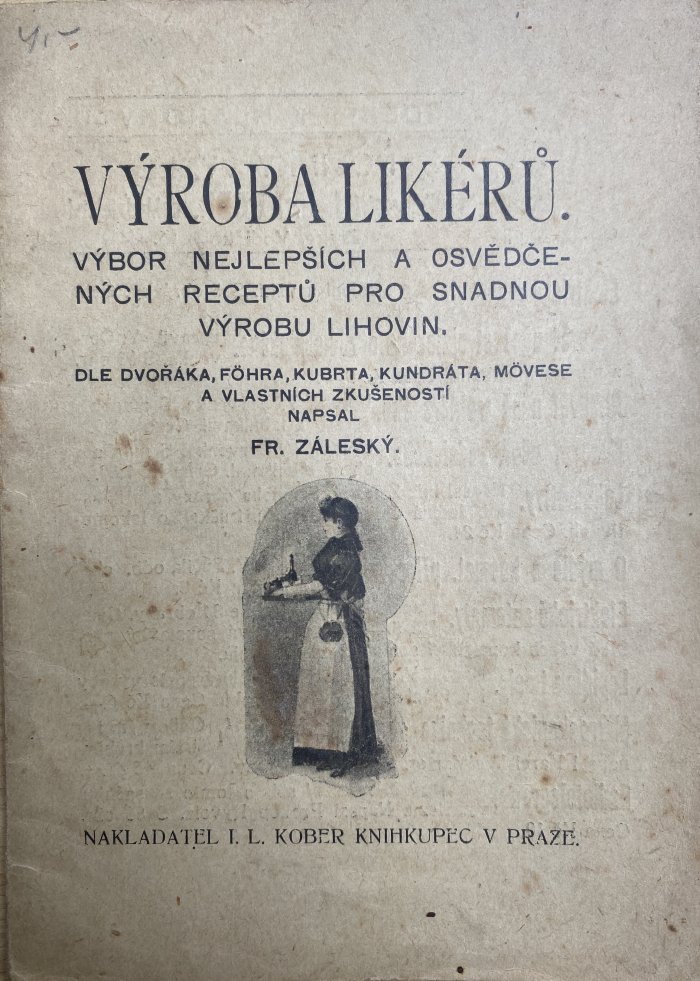 4,-
VÝROBA LIKÉRŮ.
VÝBOR NEJLEPŠÍCH A OSVĚDČE-
NÝCH RECEPTŮ PRO SNADNOU
VÝROBU LIHOVIN.
DLE DVOŘÁKA, FÖHRA, KUBRTA, KUNDRÁTA, MÖVESE
A VLASTNÍCH ZKUŠENOSTÍ
NAPSAL
FR. ZÁLESKÝ.
NAKLADATEL I. L. KOBER KNIHKUPEC V PRAZE.